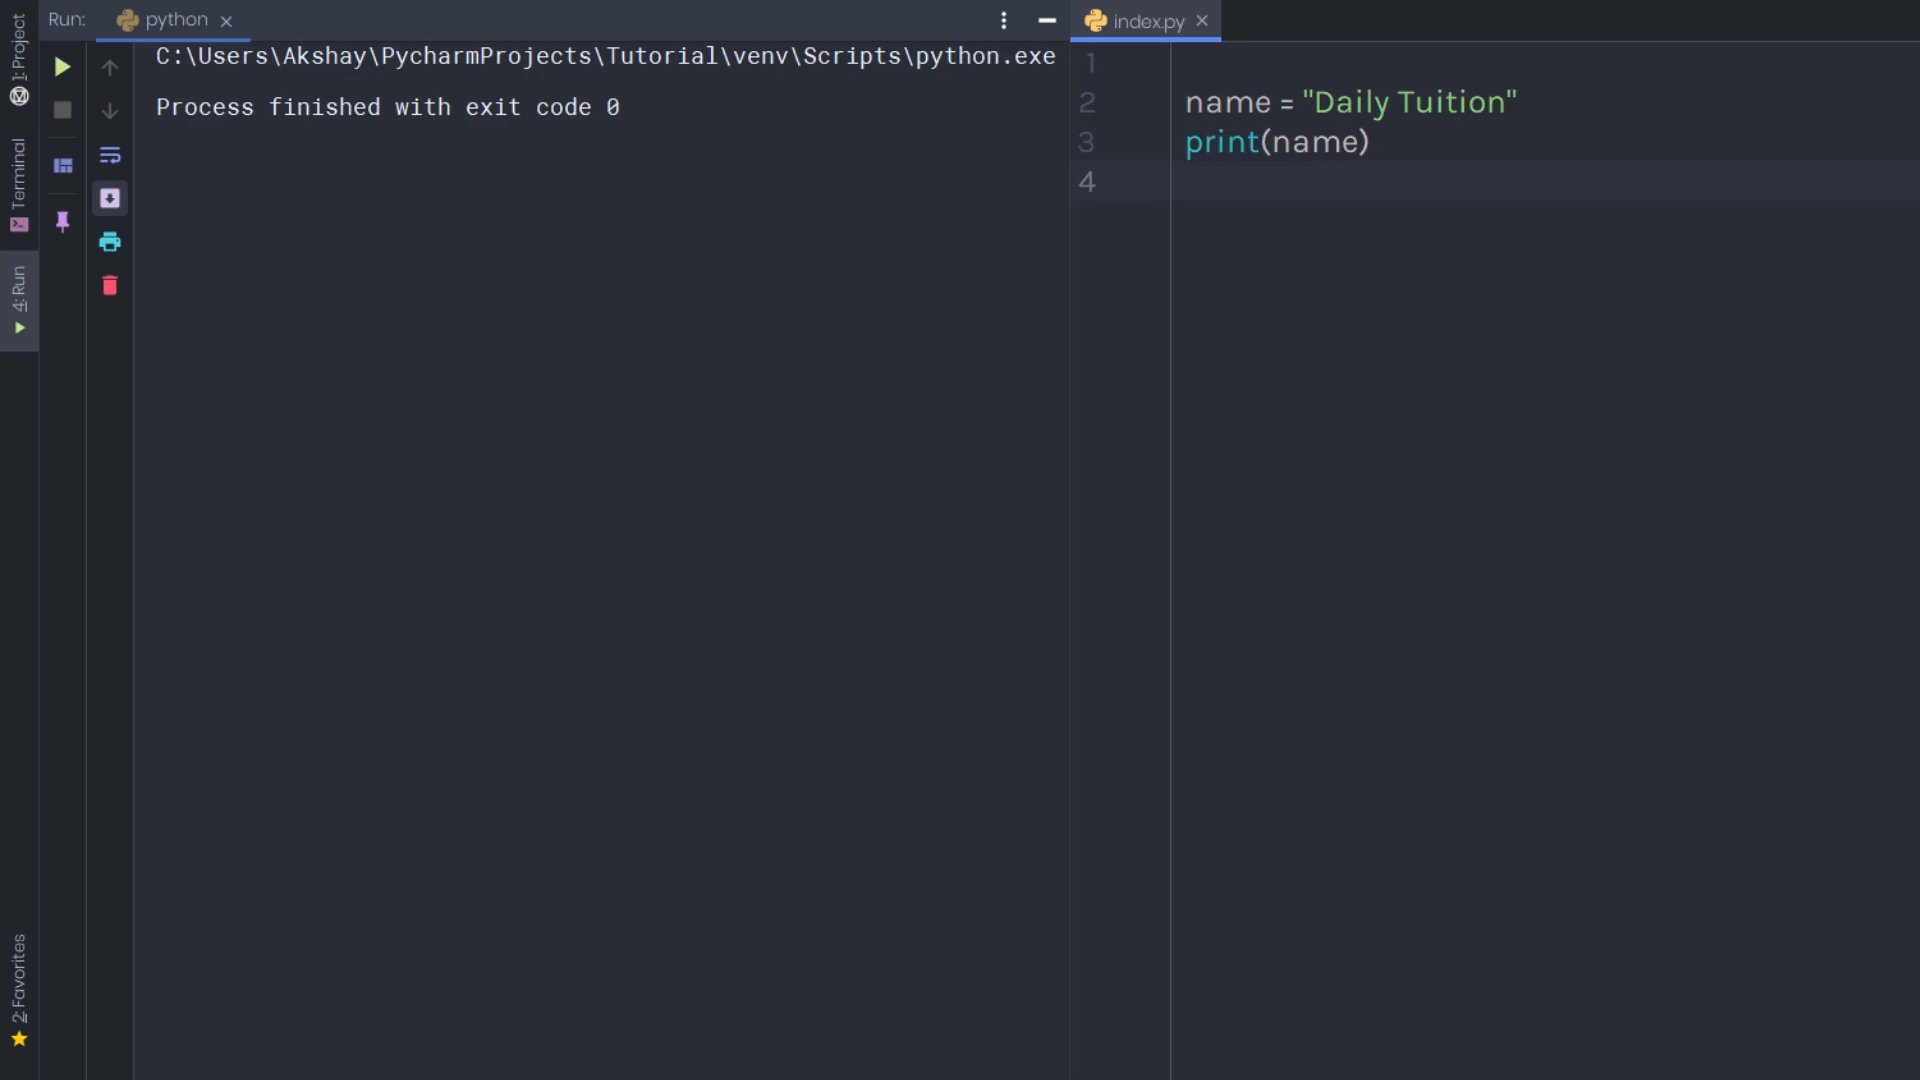 Run: python
index.py
1: Project
Terminal
4: Run
2: Favorites
C:\Users\Akshay\PycharmProjects\Tutorial\venv\Scripts\python.exe
Process finished with exit code 0
1
2 name = "Daily Tuition"
3 print(name)
4